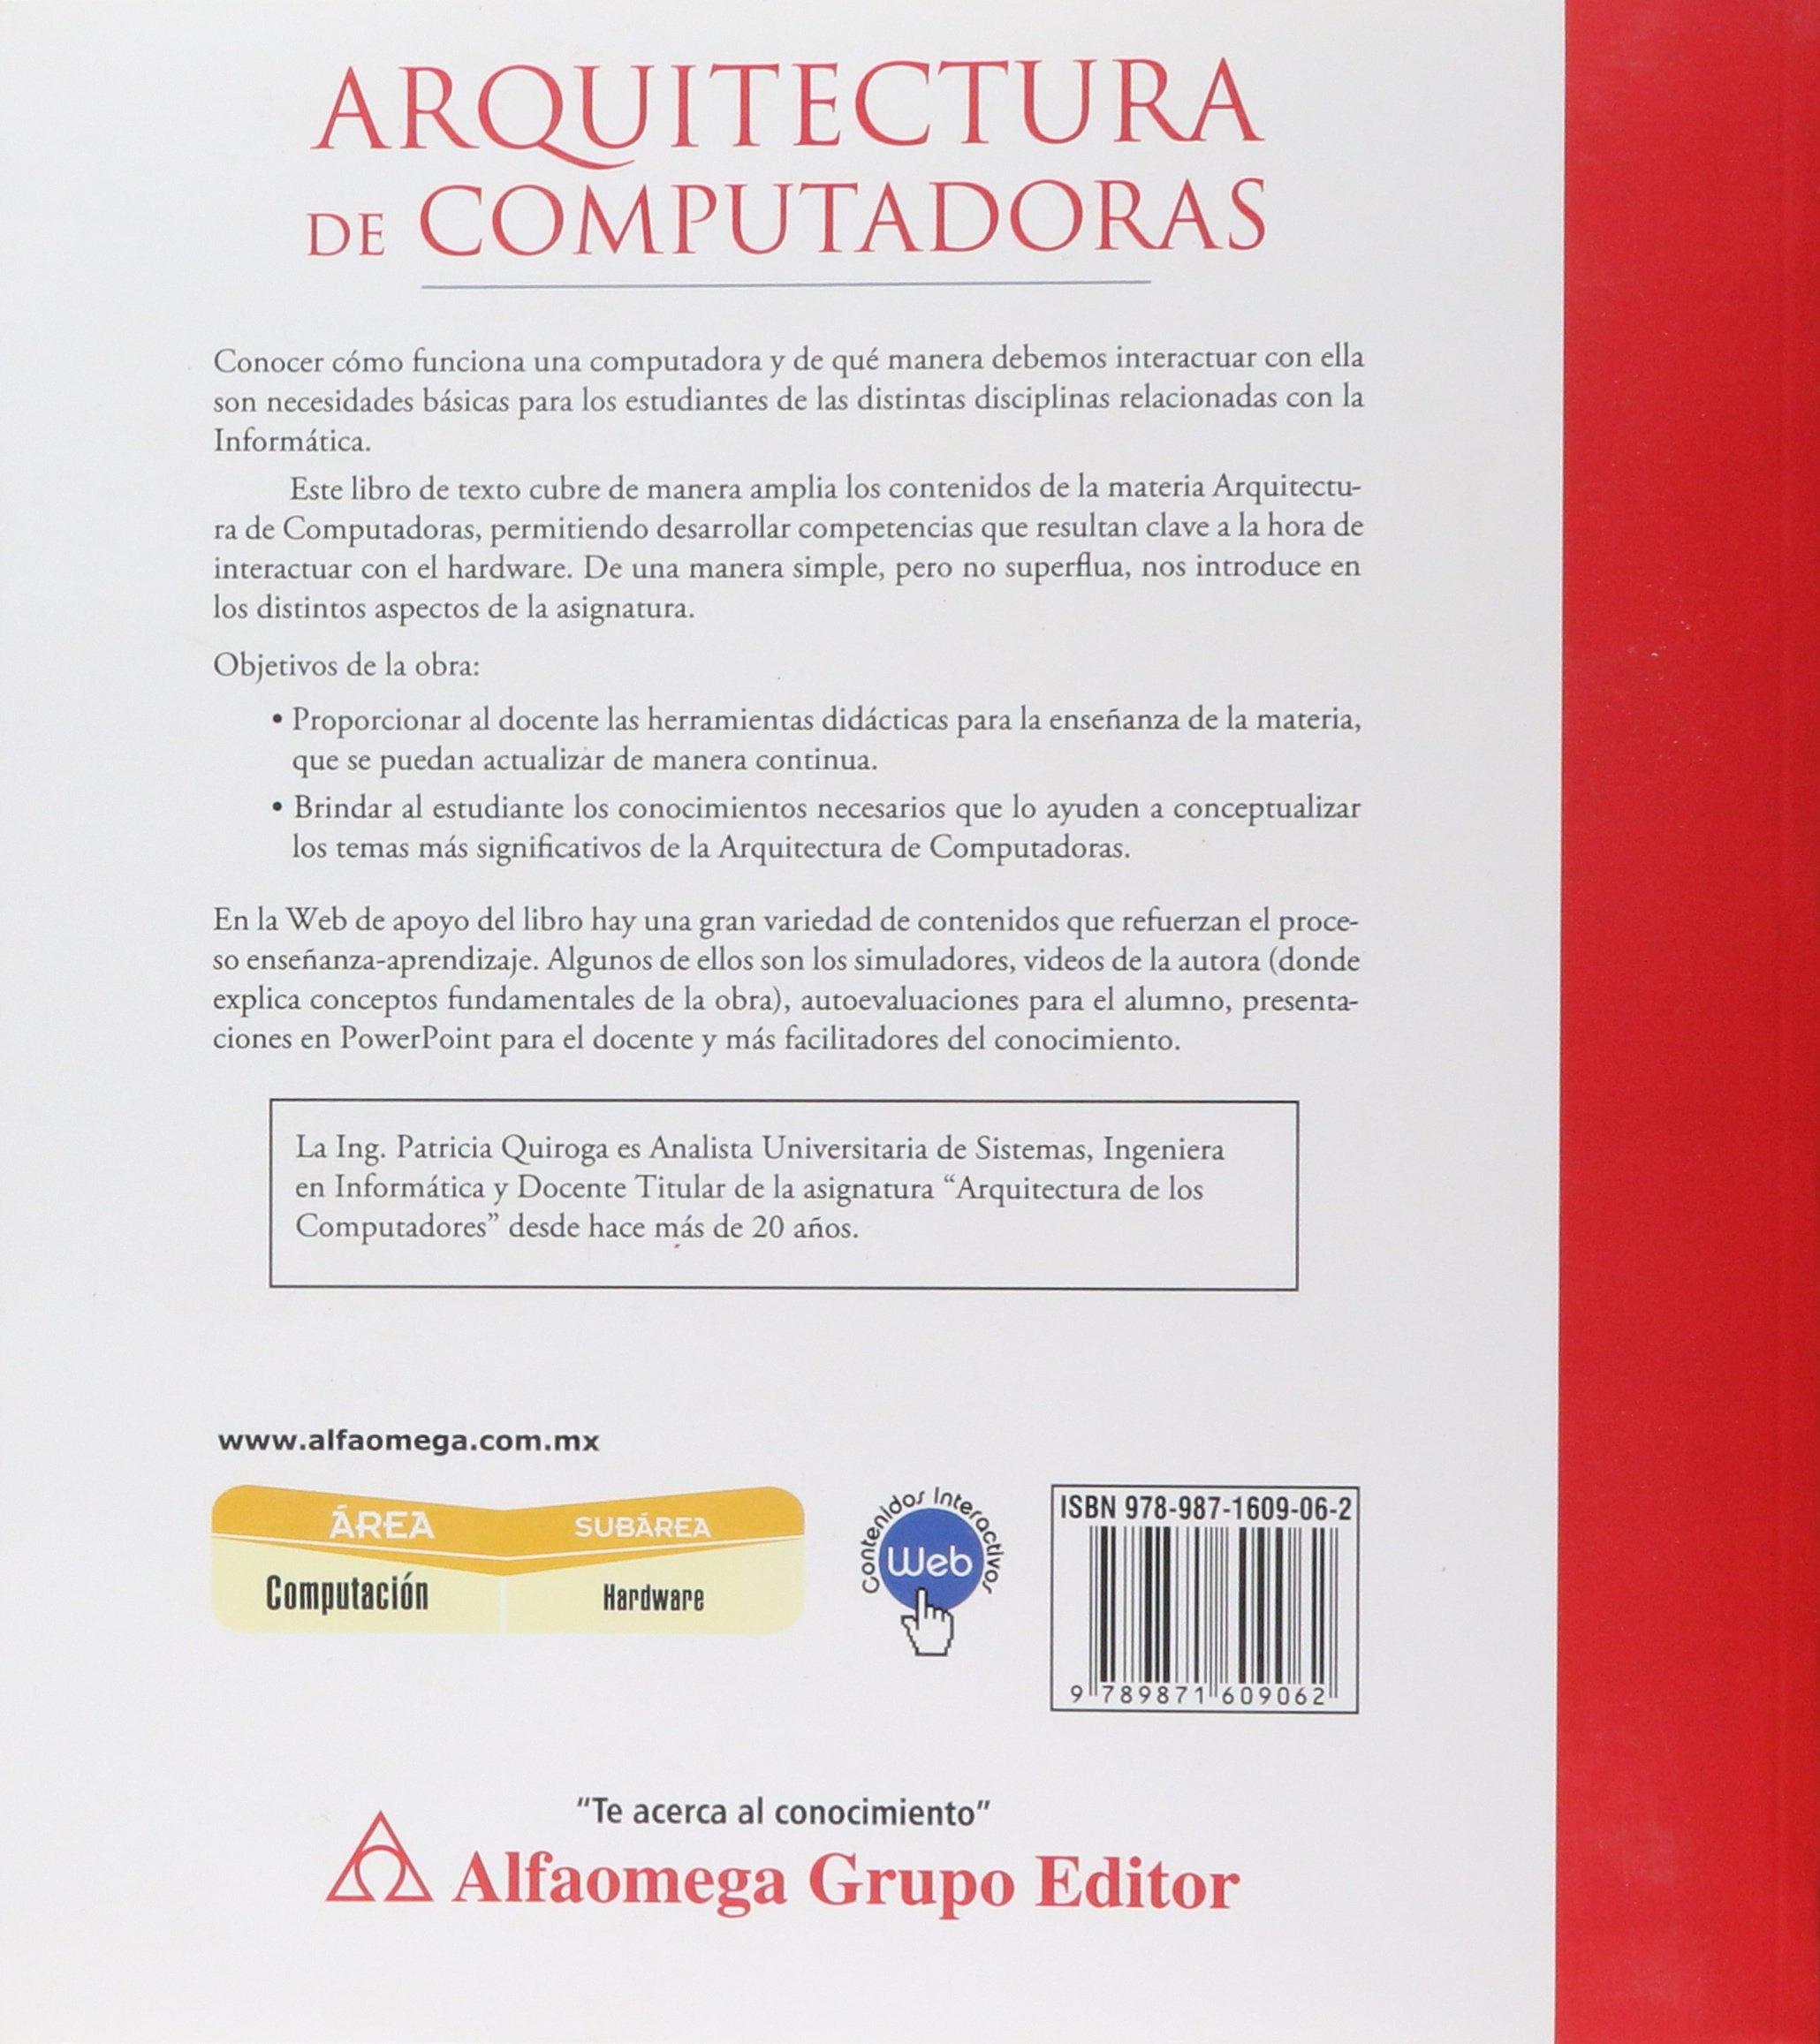 ARQUITECTURA
DE COMPUTADORAS
Conocer cómo funciona una computadora y de qué manera debemos interactuar con ella
son necesidades básicas para los estudiantes de las distintas disciplinas relacionadas con la
Informática.
Este libro de texto cubre de manera amplia los contenidos de la materia Arquitectu-
ra de Computadoras, permitiendo desarrollar competencias que resultan clave a la hora de
interactuar con el hardware. De una manera simple, pero no superflua, nos introduce en
los distintos aspectos de la asignatura.
Objetivos de la obra:
• Proporcionar al docente las herramientas didácticas para la enseñanza de la materia,
que se puedan actualizar de manera continua.
• Brindar al estudiante los conocimientos necesarios que lo ayuden a conceptualizar
los temas más significativos de la Arquitectura de Computadoras.
En la Web de apoyo del libro hay una gran variedad de contenidos que refuerzan el proce-
so enseñanza-aprendizaje. Algunos de ellos son los simuladores, videos de la autora (donde
explica conceptos fundamentales de la obra), autoevaluaciones para el alumno, presenta-
ciones en PowerPoint para el docente y más facilitadores del conocimiento.
La Ing. Patricia Quiroga es Analista Universitaria de Sistemas, Ingeniera
en Informática y Docente Titular de la asignatura “Arquitectura de los
Computadores” desde hace más de 20 años.
www.alfaomega.com.mx
ÁREA
SUBÁREA
Computación
Hardware
Contenidos Interactivos
Web
ISBN 978-987-1609-06-2
9 789871 609062
“Te acerca al conocimiento”
Alfaomega Grupo Editor